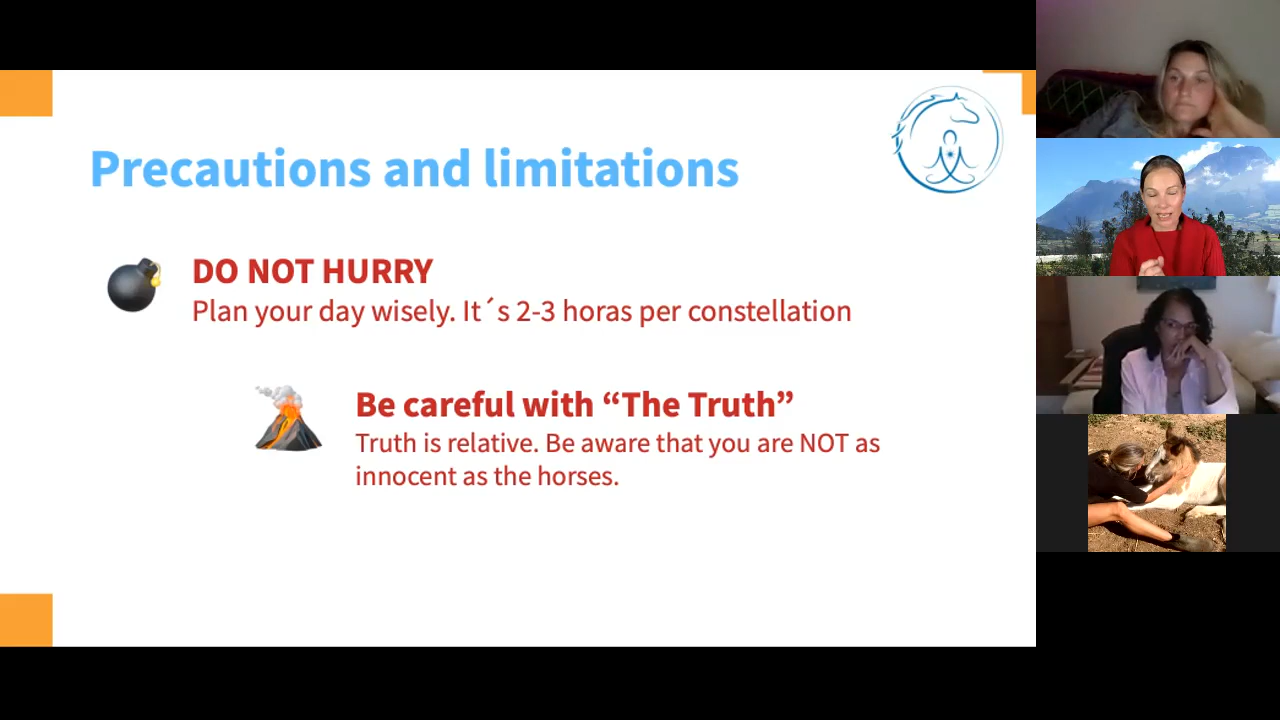 Precautions and limitations
DO NOT HURRY
Plan your day wisely. It´s 2-3 horas per constellation
Be careful with “The Truth”
Truth is relative. Be aware that you are NOT as
innocent as the horses.